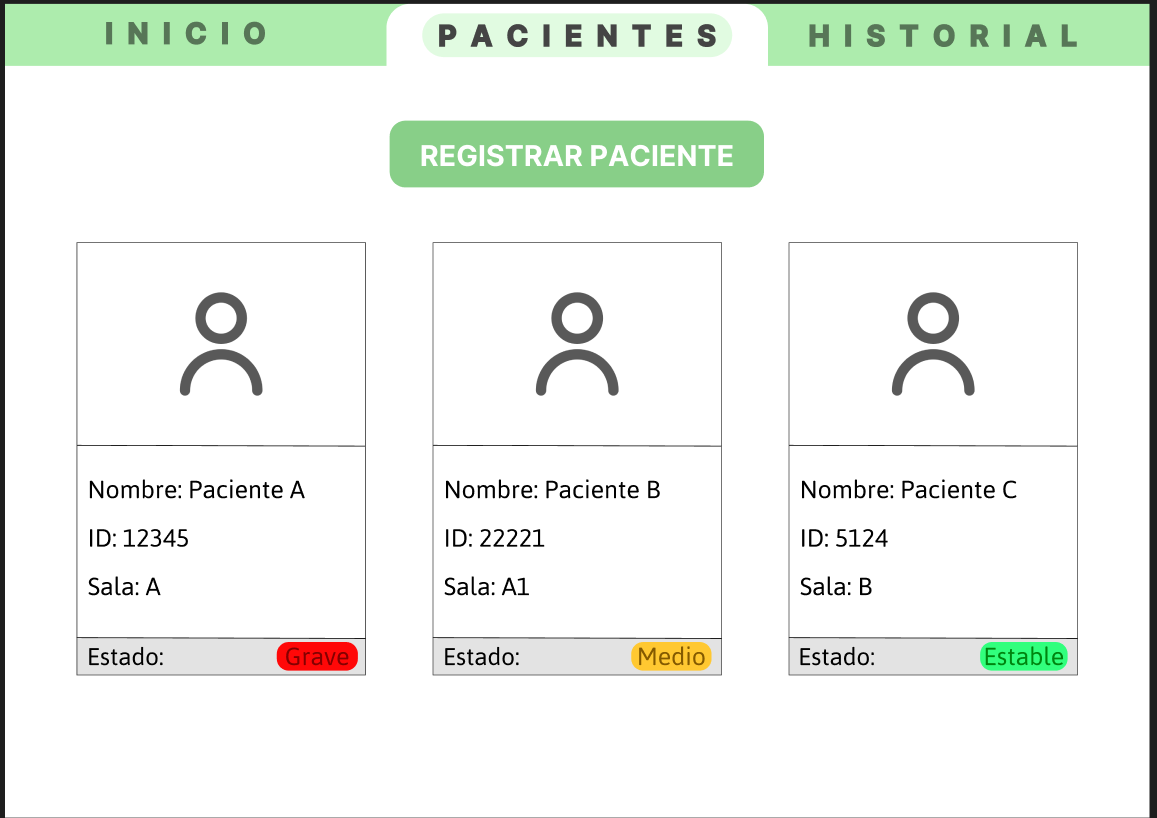 INICIO PACIENTES HISTORIAL
REGISTRAR PACIENTE
Nombre: Paciente A
ID: 12345
Sala: A
Estado: Grave
Nombre: Paciente B
ID: 22221
Sala: A1
Estado: Medio
Nombre: Paciente C
ID: 5124
Sala: B
Estado: Estable